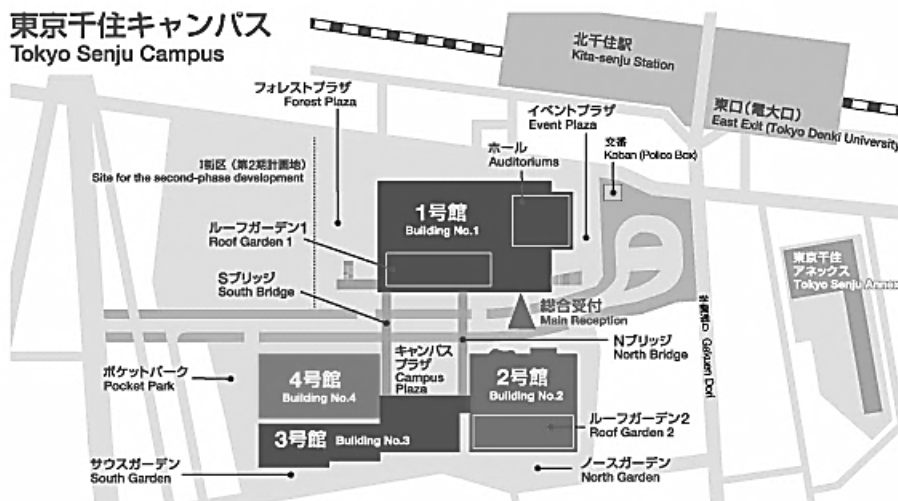 東京千住キャンパス
Tokyo Senju Campus
北千住駅
Kita-senju Station
東口(電大口)
East Exit (Tokyo Denki University
フォレストプラザ
Forest Plaza
イベントプラザ
Event Plaza
交番
Koban (Police Box)
ホール
Auditoriums
I街区(第2期計画地)
Site for the second-phase development
1号館
Building No.1
ルーフガーデン1
Roof Garden 1
東京千住
アネックス
Tokyo Senju Annex
Sブリッジ
South Bridge
総合受付
Main Reception
Gakuen Dori
Nブリッジ
North Bridge
キャンパス
プラザ
Campus
Plaza
ポケットパーク
Pocket Park
4号館
Building No.4
2号館
Building No.2
ルーフガーデン2
Roof Garden 2
3号館 Building No.3
サウスガーデン
South Garden
ノースガーデン
North Garden